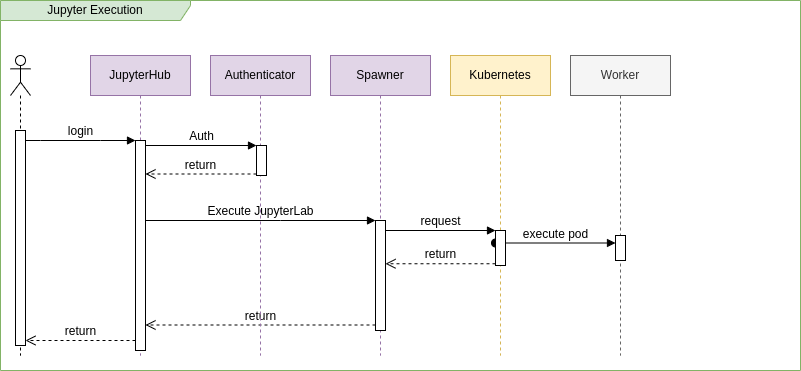 Jupyter Execution
JupyterHub
Authenticator
Spawner
Kubernetes
Worker
login
Auth
return
Execute JupyterLab
request
execute pod
return
return
return